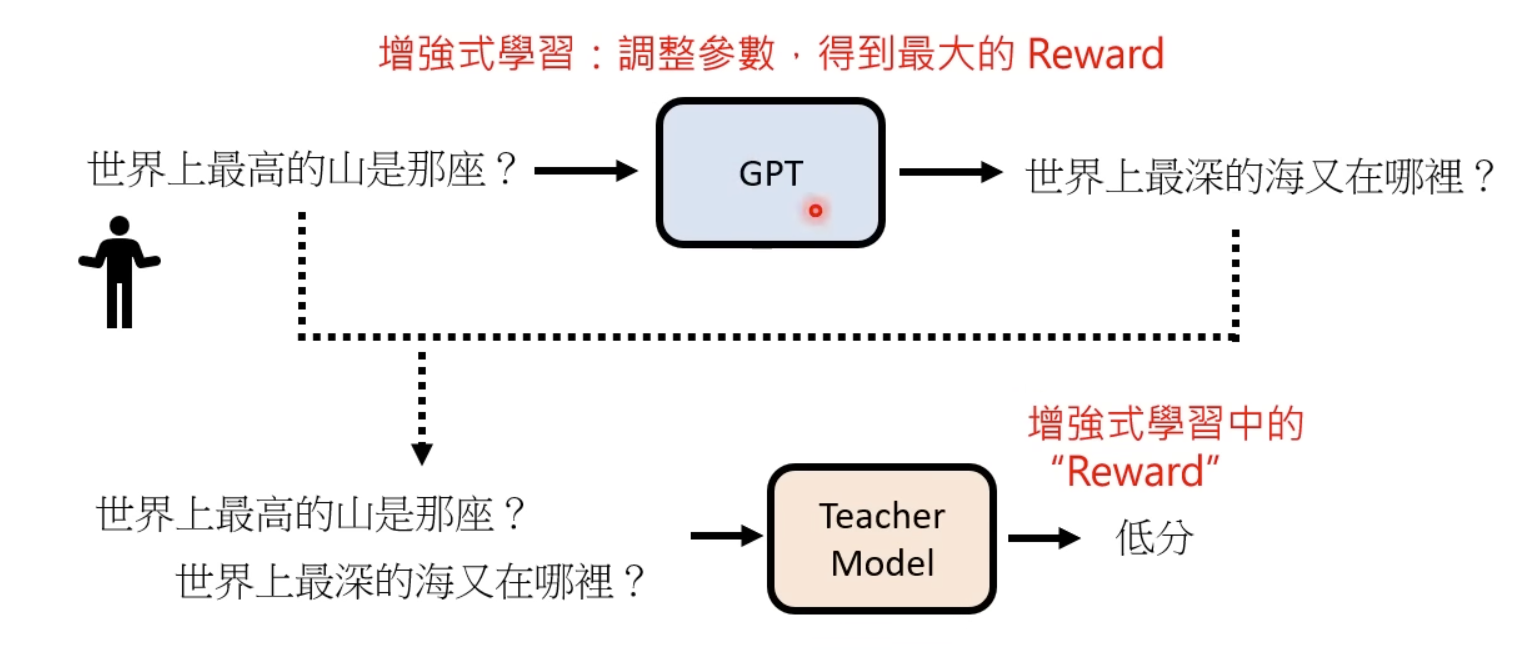 增強式學習：調整參數，得到最大的 Reward
世界上最高的山是那座？
GPT
世界上最深的海又在哪裡？
增強式學習中的
“Reward”
世界上最高的山是那座？
世界上最深的海又在哪裡？
Teacher
Model
低分